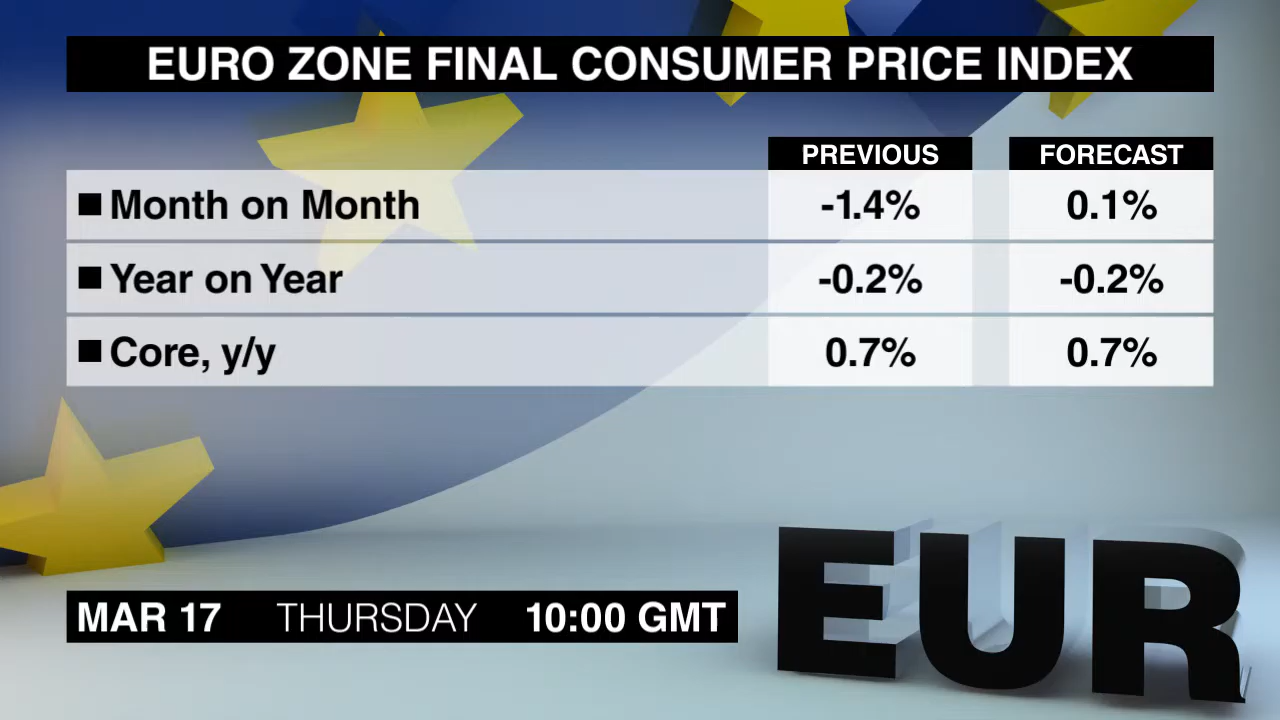 EURO ZONE FINAL CONSUMER PRICE INDEX
PREVIOUS FORECAST
■ Month on Month -1.4% 0.1%
■ Year on Year -0.2% -0.2%
■ Core, y/y 0.7% 0.7%
MAR 17 THURSDAY 10:00 GMT
EUR